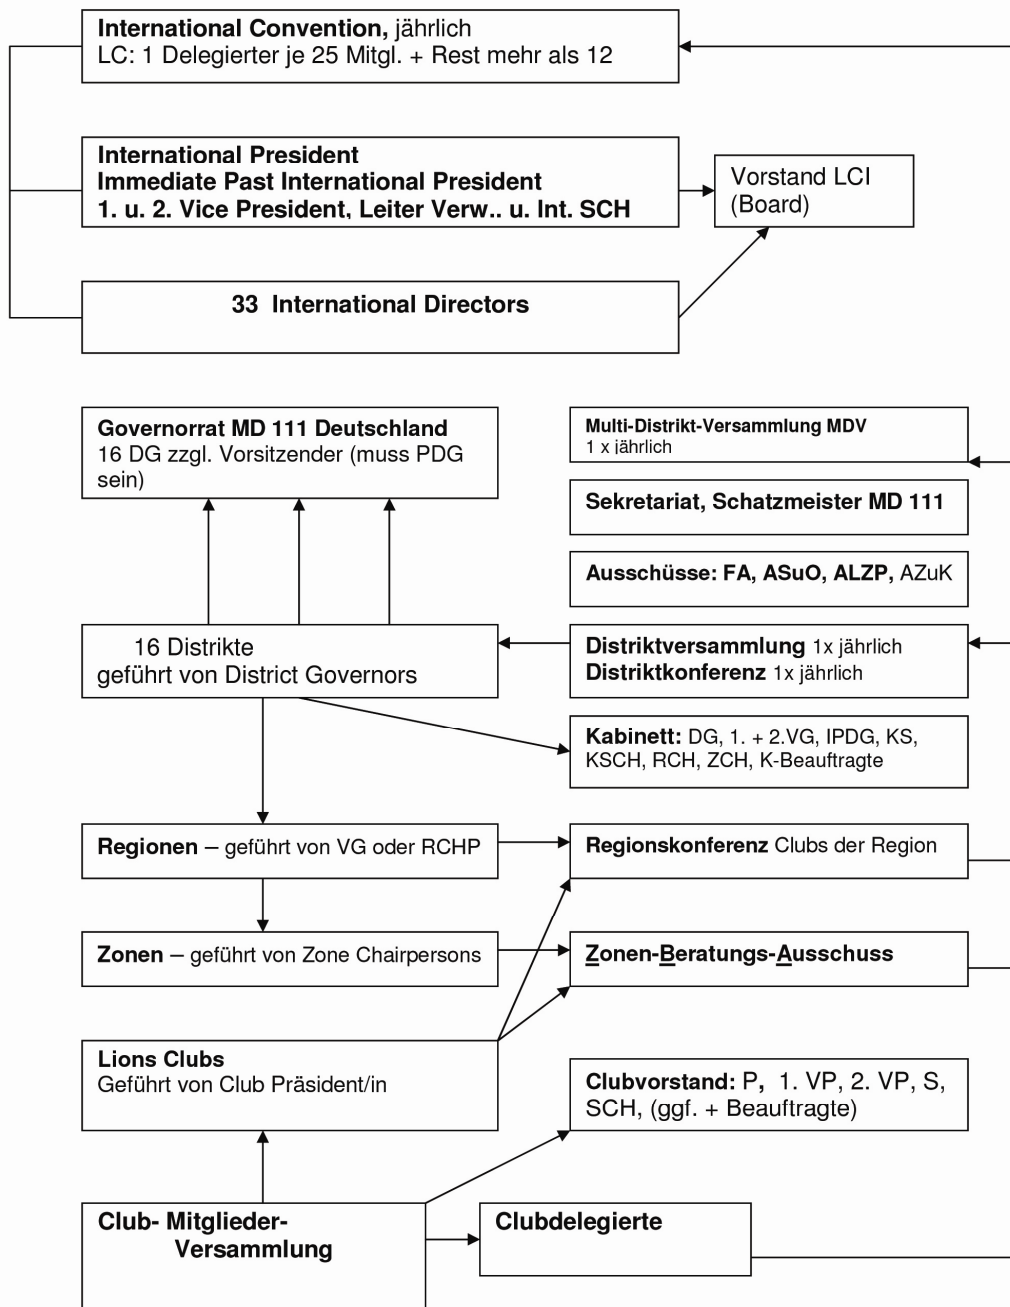 International Convention, jährlich
LC: 1 Delegierter je 25 Mitgl. + Rest mehr als 12
International President
Immediate Past International President
1. u. 2. Vice President, Leiter Verw.. u. Int. SCH
Vorstand LCI
(Board)
33 International Directors
Governorrat MD 111 Deutschland
16 DG zzgl. Vorsitzender (muss PDG
sein)
Multi-Distrikt-Versammlung MDV
1 x jährlich
Sekretariat, Schatzmeister MD 111
Ausschüsse: FA, ASuO, ALZP, AZuK
16 Distrikte
geführt von District Governors
Distriktversammlung 1x jährlich
Distriktkonferenz 1x jährlich
Kabinett: DG, 1. + 2.VG, IPDG, KS,
KSCH, RCH, ZCH, K-Beauftragte
Regionen – geführt von VG oder RCHP
Regionskonferenz Clubs der Region
Zonen – geführt von Zone Chairpersons
Zonen-Beratungs-Ausschuss
Lions Clubs
Geführt von Club Präsident/in
Clubvorstand: P, 1. VP, 2. VP, S,
SCH, (ggf. + Beauftragte)
Club- Mitglieder-
Versammlung
Clubdelegierte